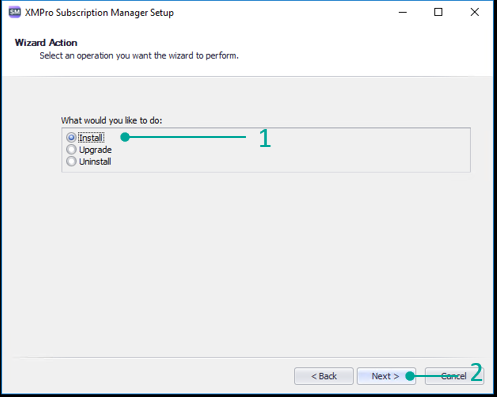 SM XMPro Subscription Manager Setup
Wizard Action
Select an operation you want the wizard to perform.
What would you like to do:
Install 1
Upgrade
Uninstall
< Back Next > Cancel 2